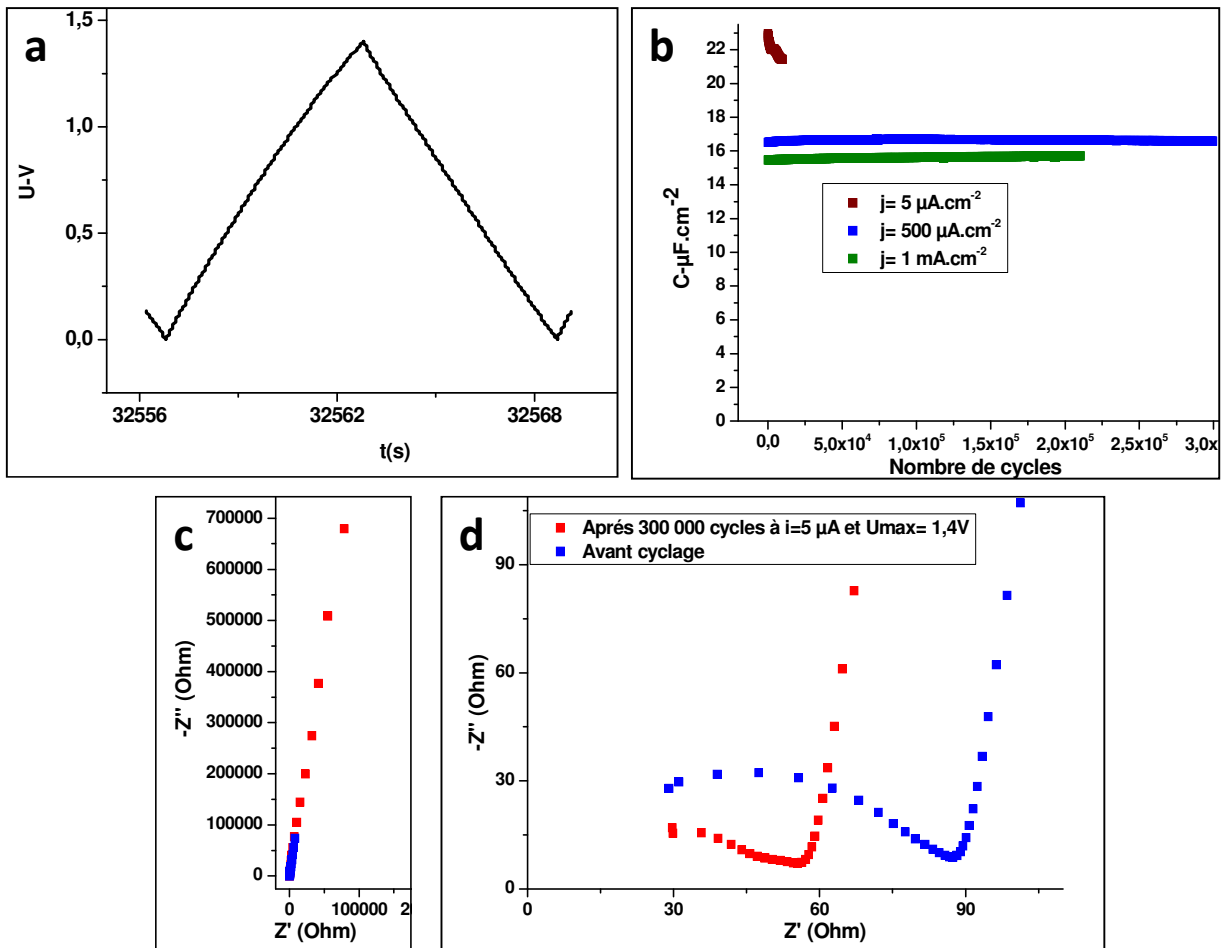 a
1,5
1,0
0,5
0,0
U-V
32556
32562
32568
t(s)
b
22
20
18
16
14
12
10
8
6
4
2
0
C-µF.cm-2
j= 5 µA.cm-2
j= 500 µA.cm-2
j= 1 mA.cm-2
0,0
5,0x104
1,0x105
1,5x105
2,0x105
2,5x105
3,0x
Nombre de cycles
c
700000
600000
500000
400000
300000
200000
100000
0
-Z'' (Ohm)
0
100000
2
Z' (Ohm)
d
Aprés 300 000 cycles à i=5 µA et Umax= 1,4V
Avant cyclage
90
60
30
0
-Z'' (Ohm)
0
30
60
90
Z' (Ohm)